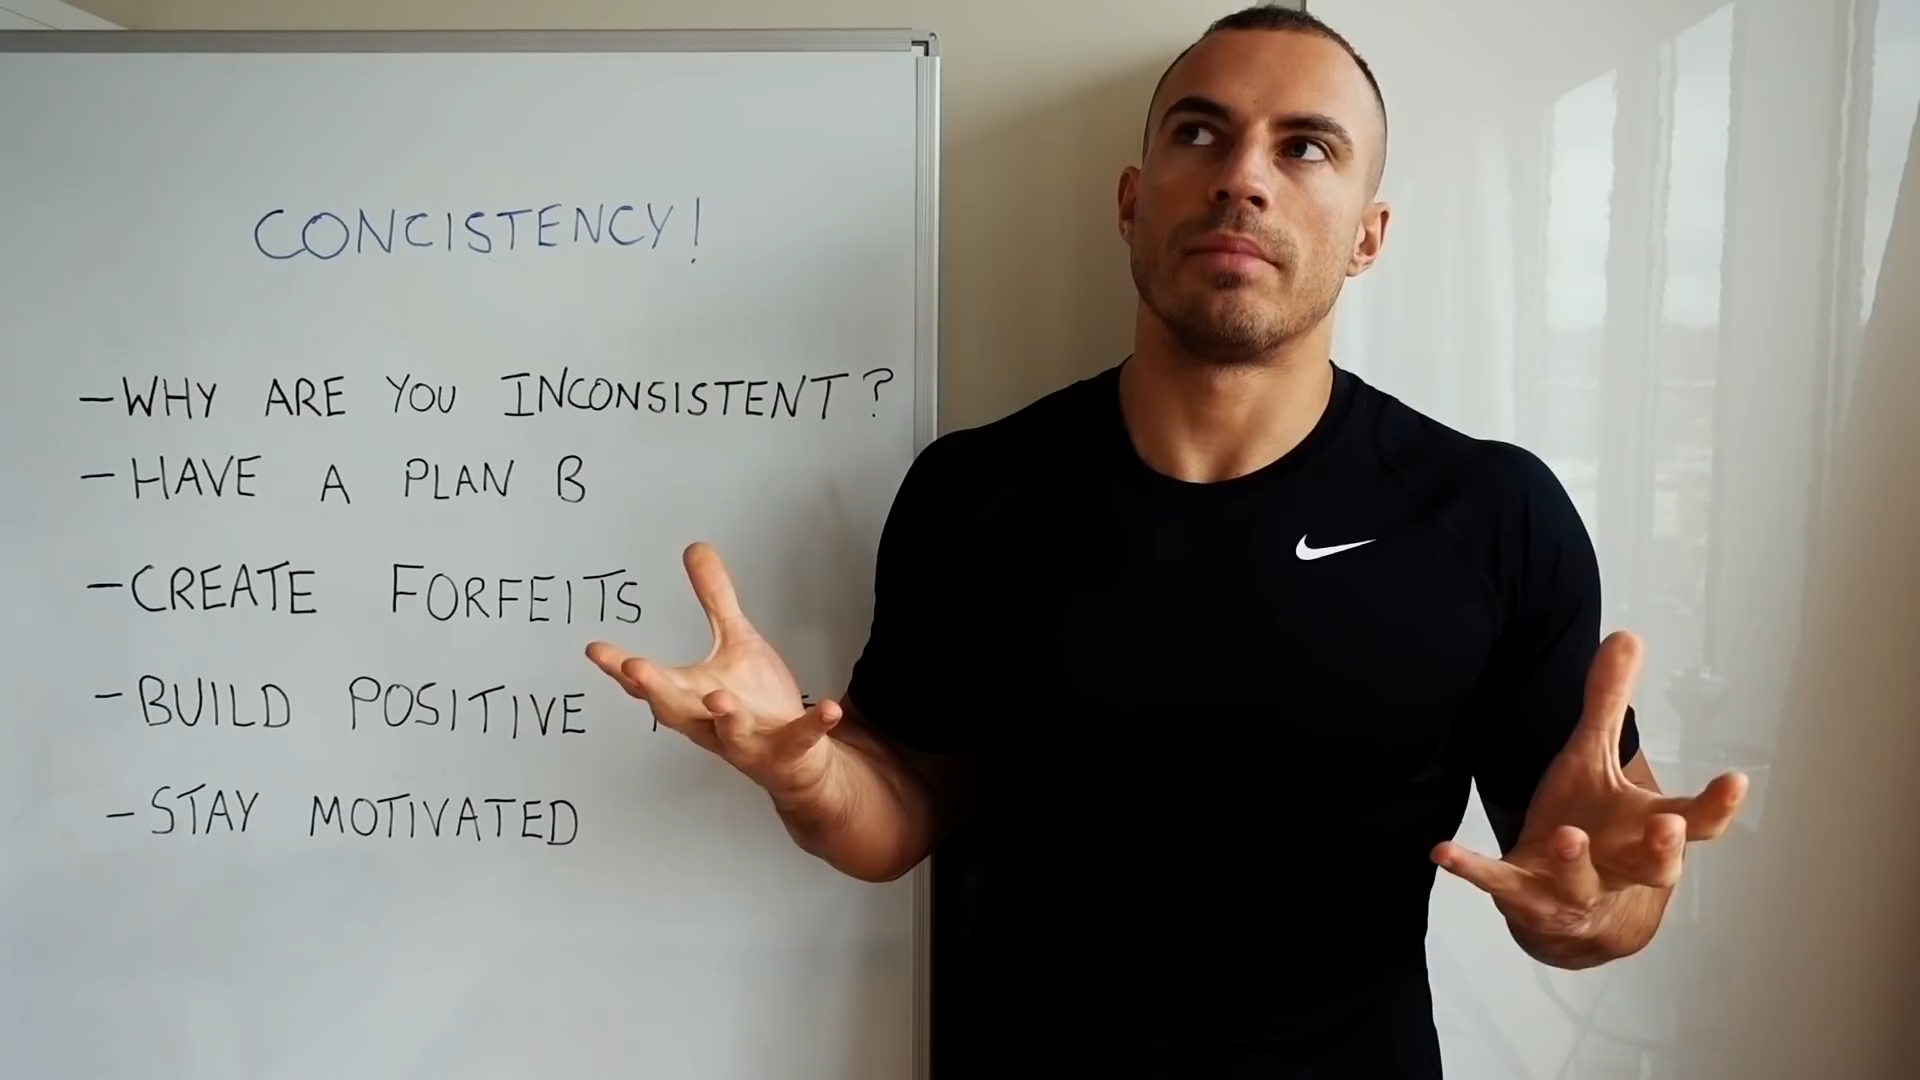 CONCISTENCY!
- WHY ARE YOU INCONSISTENT?
- HAVE A PLAN B
- CREATE FORFEITS
- BUILD POSITIVE
- STAY MOTIVATED